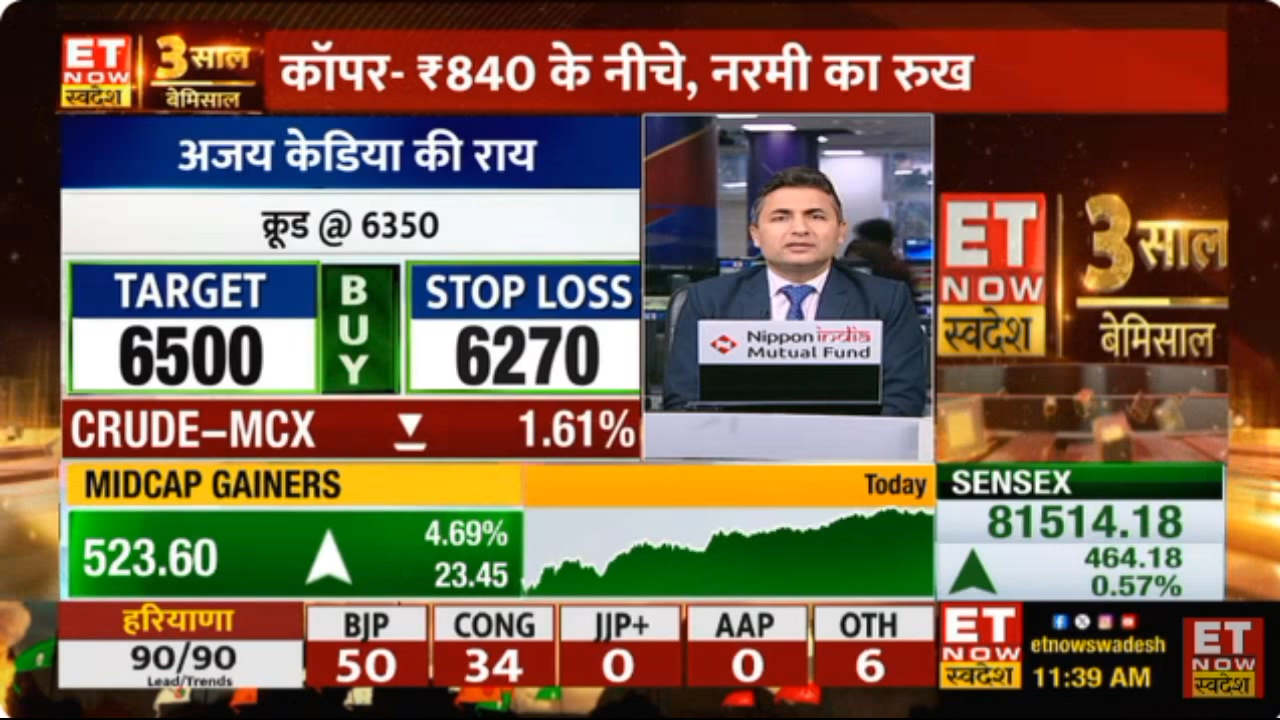 ET
NOW
स्वदेश
3 साल
बेमिसाल
कॉपर- ₹840 के नीचे, नरमी का रुख
अजय केडिया की राय
क्रूड @ 6350
TARGET
6500
BUY
STOP LOSS
6270
CRUDE–MCX 1.61%
Nippon india
Mutual Fund
ET
NOW
स्वदेश
3 साल
बेमिसाल
MIDCAP GAINERS
Today
523.60
4.69%
23.45
SENSEX
81514.18
464.18
0.57%
हरियाणा
90/90
Lead/Trends
BJP
50
CONG
34
JJP+
0
AAP
0
OTH
6
ET
NOW
स्वदेश
etnowswadesh
11:39 AM
ET
NOW
स्वदेश